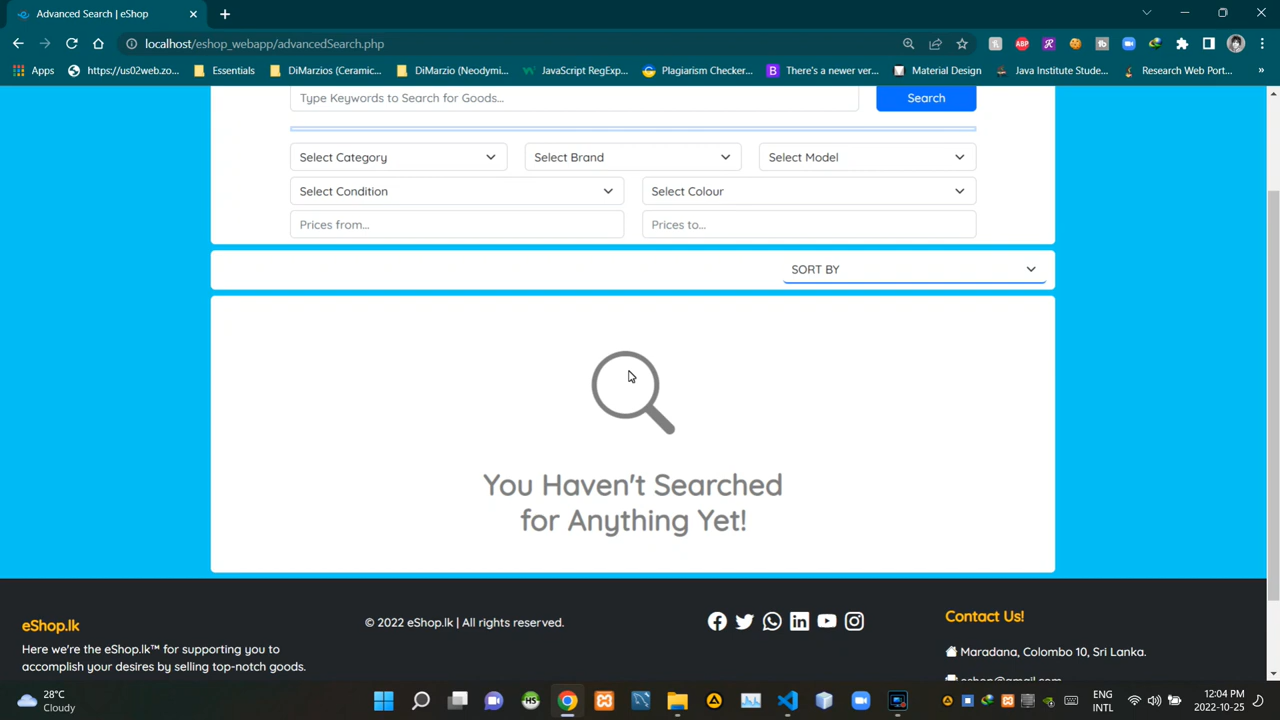 Advanced Search | eShop
localhost/eshop_webapp/advancedSearch.php
ABP
Apps
https://us02web.zo...
Essentials
DiMarzios (Ceramic...
DiMarzio (Neodymi...
JavaScript RegExp...
Plagiarism Checker...
There's a newer ver...
Material Design
Java Institute Stude...
Research Web Port...
»
Type Keywords to Search for Goods...
Search
Select Category
Select Brand
Select Model
Select Condition
Select Colour
Prices from...
Prices to...
SORT BY
You Haven't Searched
for Anything Yet!
eShop.lk
Here we're the eShop.lk™ for supporting you to
accomplish your desires by selling top-notch goods.
© 2022 eShop.lk | All rights reserved.
Contact Us!
Maradana, Colombo 10, Sri Lanka.
eshop@gmail.com
28°C
Cloudy
HS
ENG
INTL
12:04 PM
2022-10-25